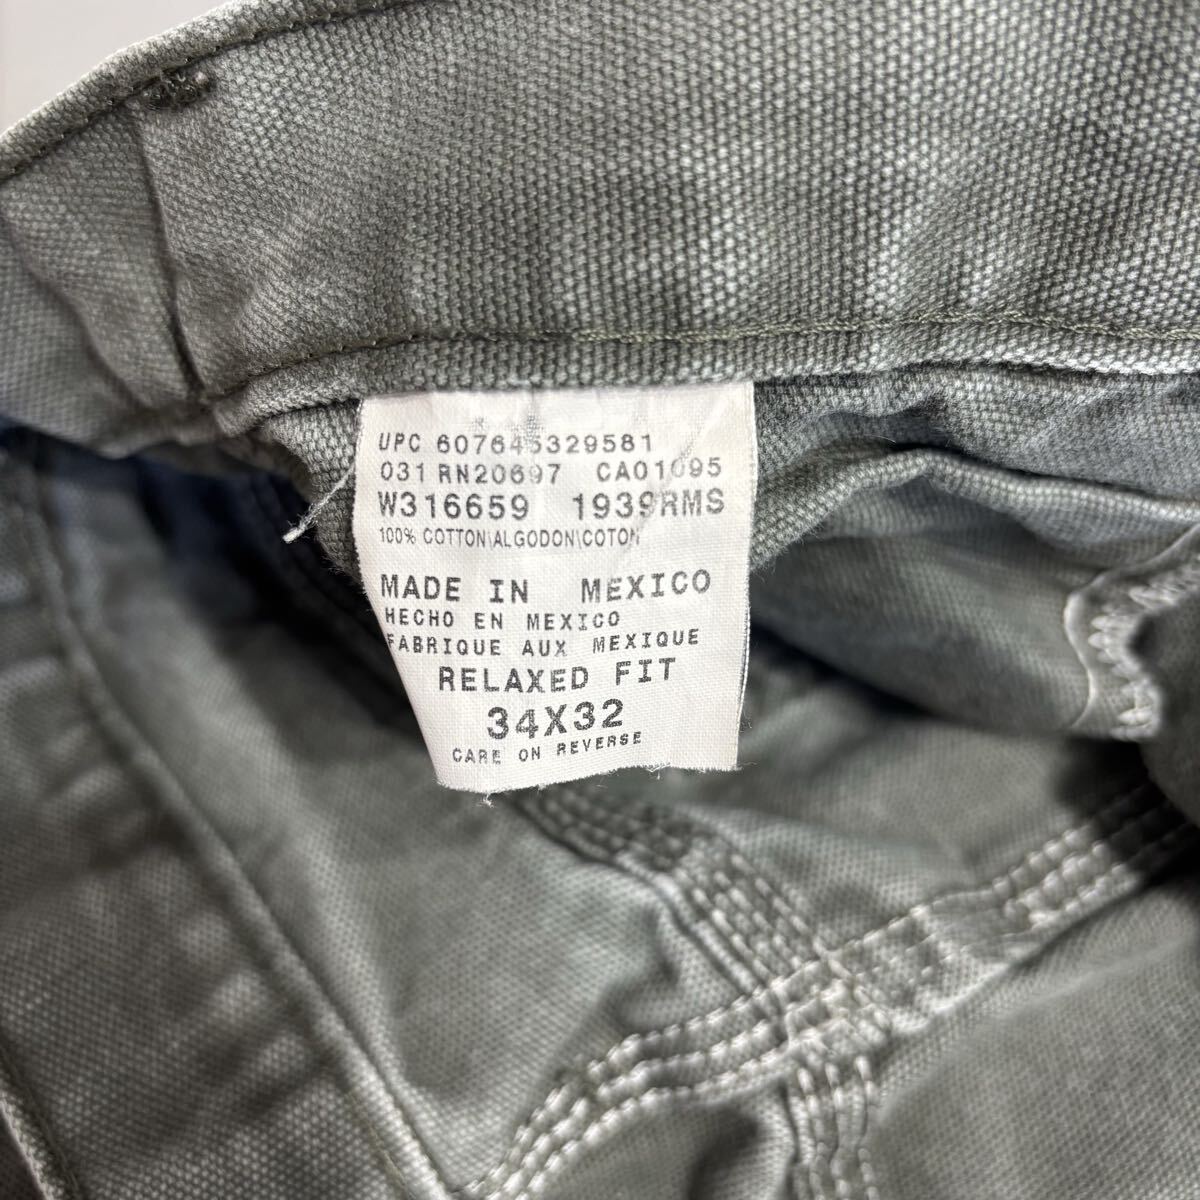 UPC 607645329581
031 RN20697 CA01095
W316659 1939RMS
100% COTTON\ALGODON\COTON
MADE IN MEXICO
HECHO EN MEXICO
FABRIQUE AUX MEXIQUE
RELAXED FIT
34X32
CARE ON REVERSE